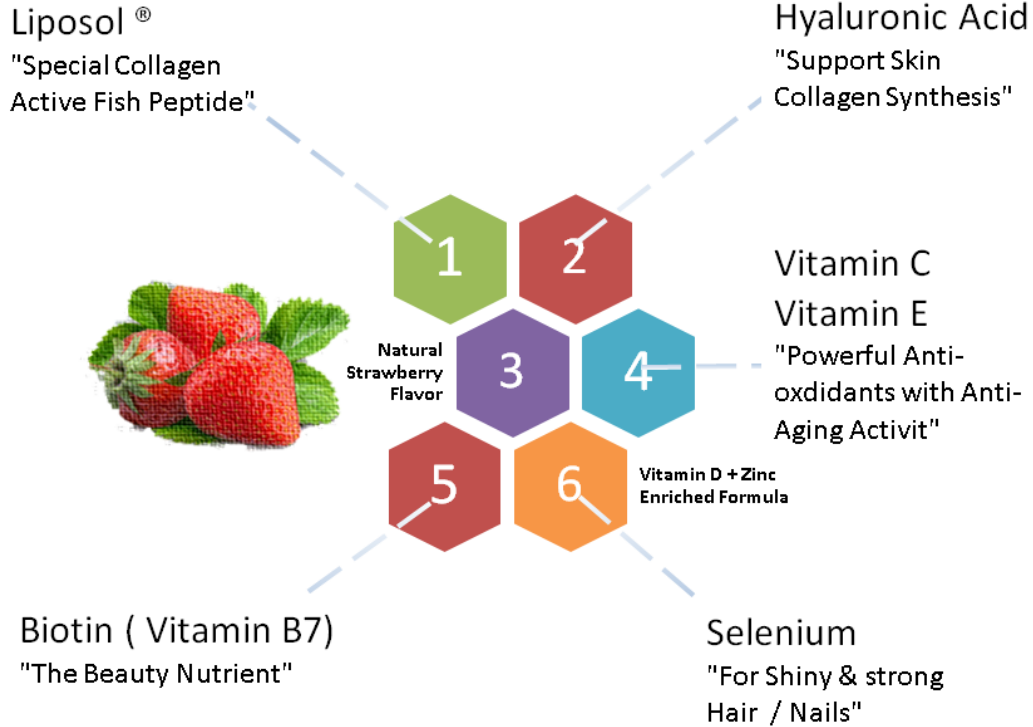 Liposol ®
"Special Collagen
Active Fish Peptide"
Hyaluronic Acid
"Support Skin
Collagen Synthesis"
1
2
Vitamin C
Vitamin E
"Powerful Anti-
oxdidants with Anti-
Aging Activit"
Natural
Strawberry
Flavor
3
4
5
6
Vitamin D + Zinc
Enriched Formula
Biotin ( Vitamin B7)
"The Beauty Nutrient"
Selenium
"For Shiny & strong
Hair / Nails"